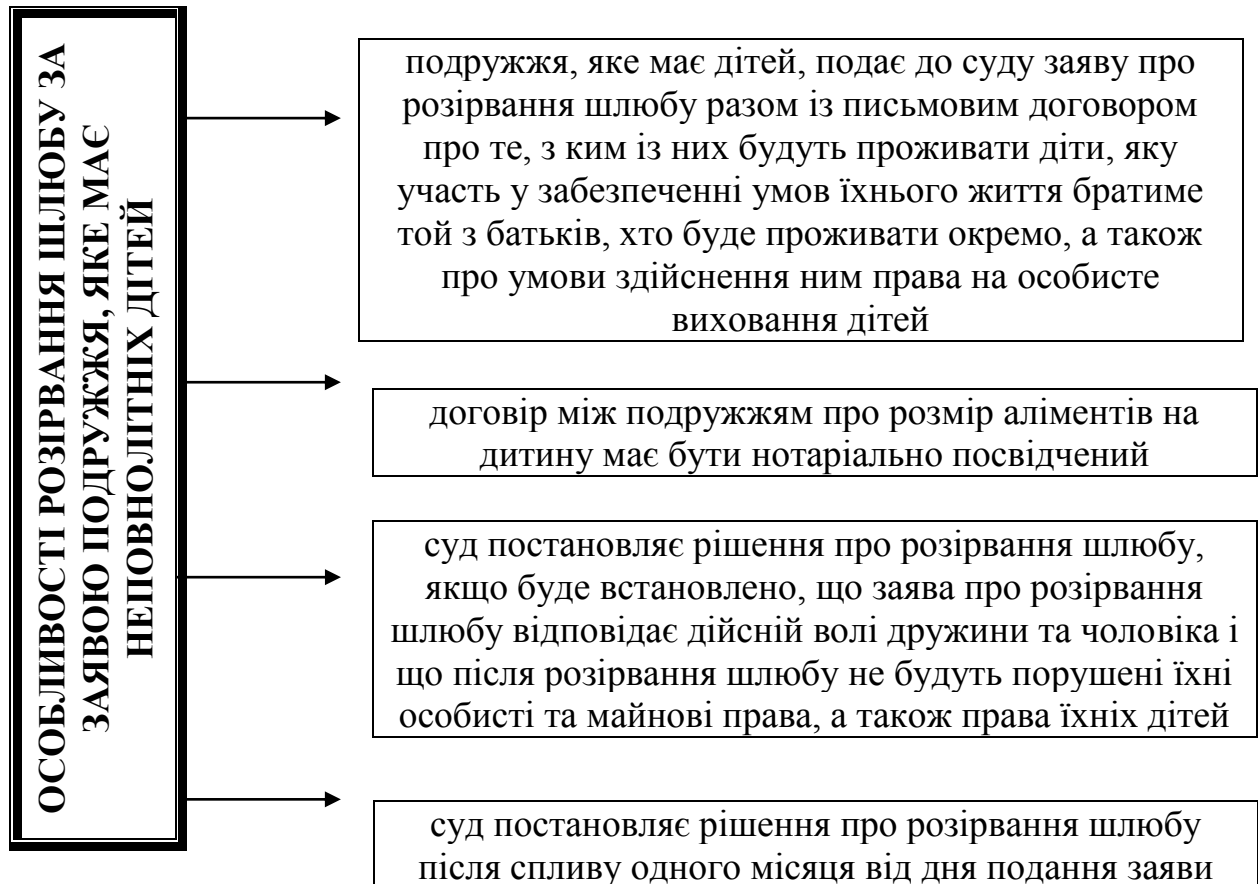 ОСОБЛИВОСТІ РОЗІРВАННЯ ШЛЮБУ ЗА
ЗАЯВОЮ ПОДРУЖЖЯ, ЯКЕ МАЄ
НЕПОВНОЛІТНІХ ДІТЕЙ
подружжя, яке має дітей, подає до суду заяву про
розірвання шлюбу разом із письмовим договором
про те, з ким із них будуть проживати діти, яку
участь у забезпеченні умов їхнього життя братиме
той з батьків, хто буде проживати окремо, а також
про умови здійснення ним права на особисте
виховання дітей
договір між подружжям про розмір аліментів на
дитину має бути нотаріально посвідчений
суд постановляє рішення про розірвання шлюбу,
якщо буде встановлено, що заява про розірвання
шлюбу відповідає дійсній волі дружини та чоловіка і
що після розірвання шлюбу не будуть порушені їхні
особисті та майнові права, а також права їхніх дітей
суд постановляє рішення про розірвання шлюбу
після спливу одного місяця від дня подання заяви